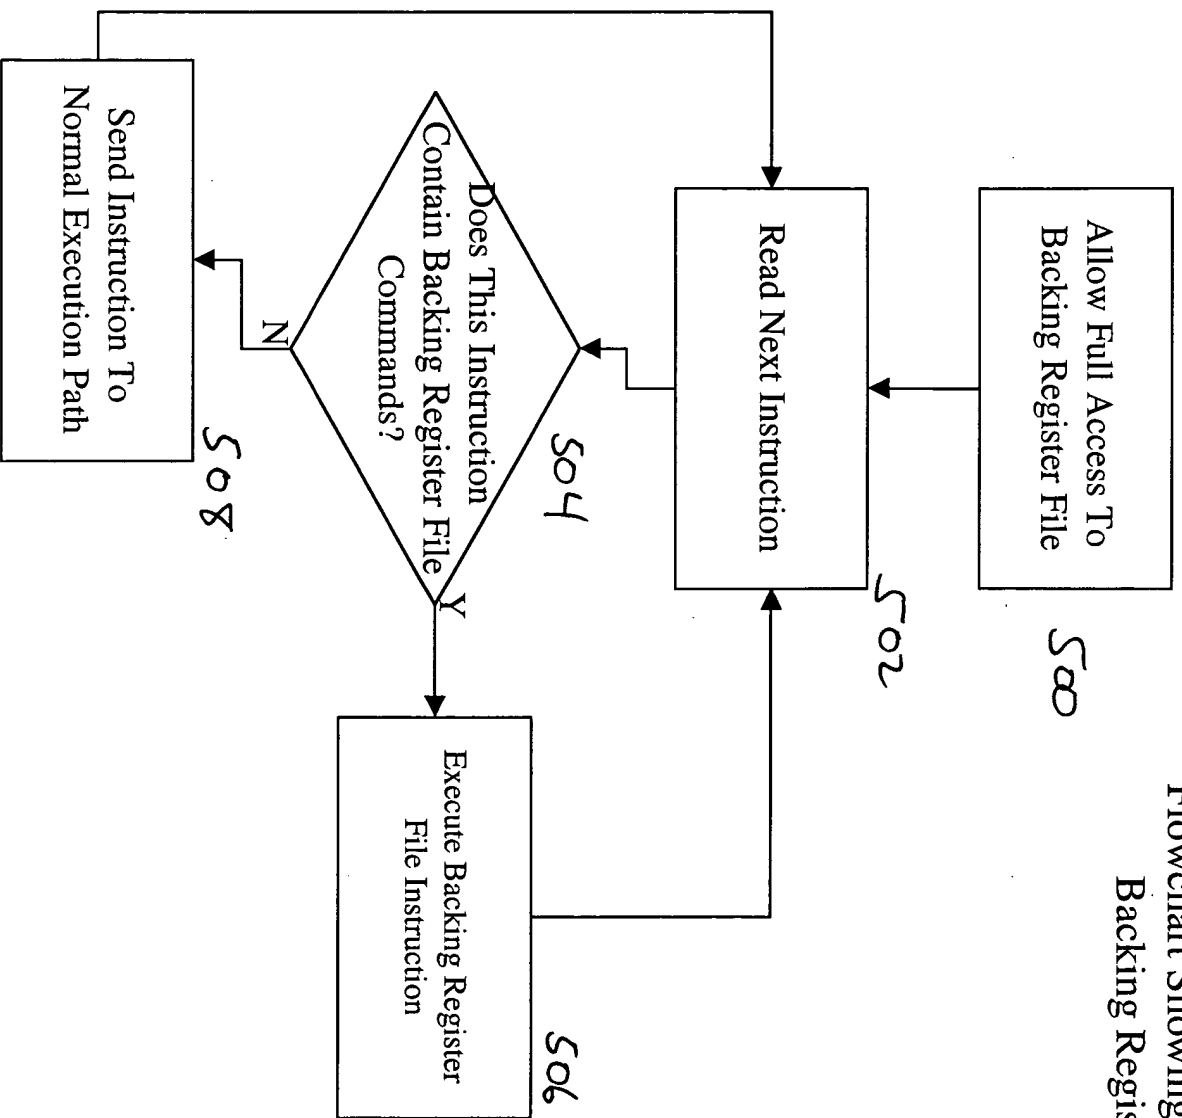 Flowchart Showing
Backing Regis
Allow Full Access To
Backing Register File
500
Read Next Instruction
502
Does This Instruction
Contain Backing Register File
Commands?
504
Y
N
Execute Backing Register
File Instruction
506
Send Instruction To
Normal Execution Path
508